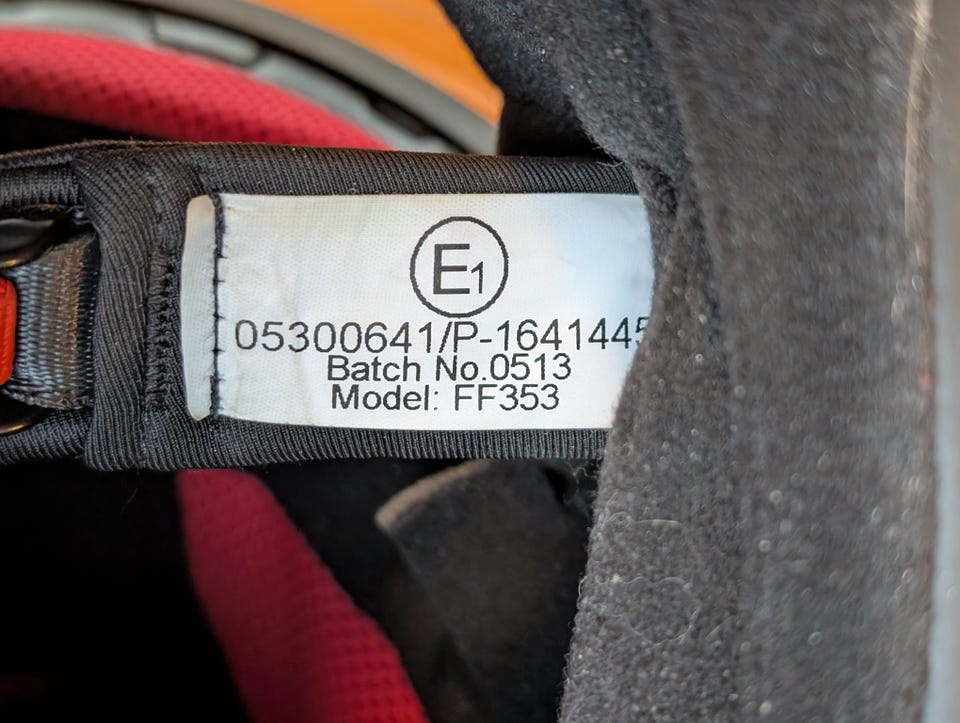 E1
05300641/P-1641445
Batch No.0513
Model: FF353